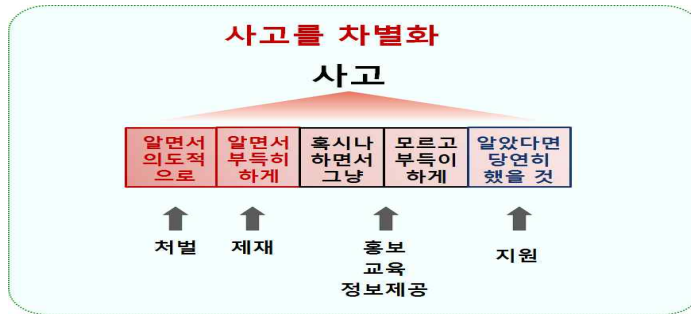 사고를 차별화
사고
알면서
의도적
으로
알면서
부득히
하게
혹시나
하면서
그냥
모르고
부득이
하게
알았다면
당연히
했을 것
처벌
제재
홍보
교육
정보제공
지원